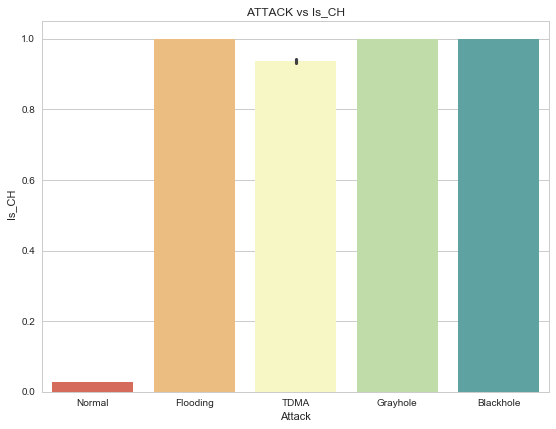 ATTACK vs Is_CH
1.0
0.8
0.6
0.4
0.2
0.0
Is_CH
Normal Flooding TDMA Grayhole Blackhole
Attack